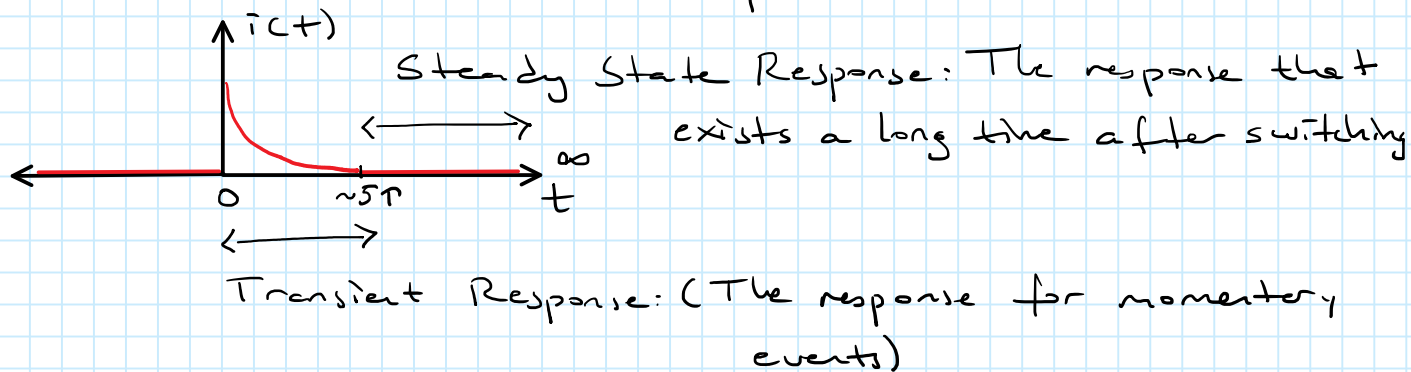 i(t)
Steady State Response: The response that
exists a long time after switching
∞
0 ~5τ t
Transient Response: (The response for momentery
events)